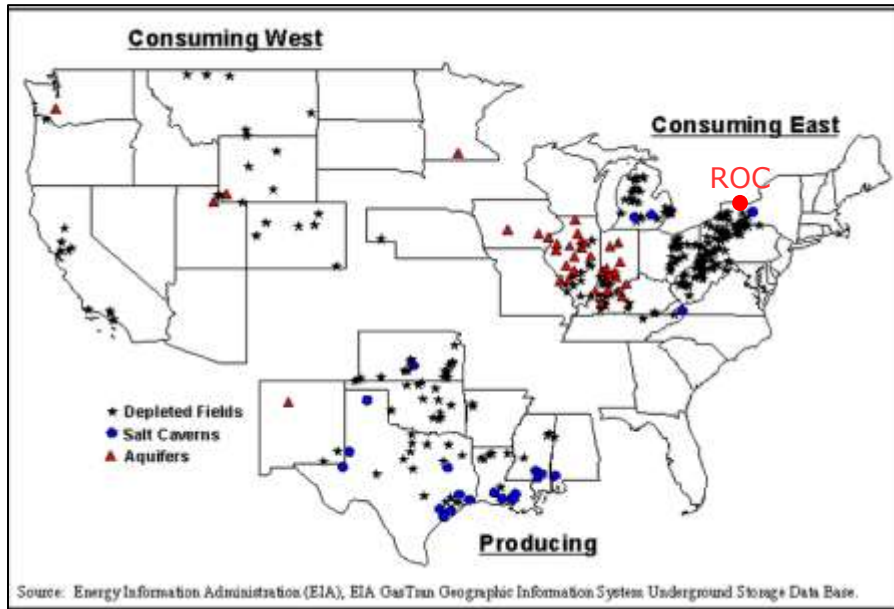 Consuming West
Consuming East
ROC
Depleted Fields
Salt Caverns
Aquifers
Producing
Source: Energy Information Administration (EIA), EIA GasTran Geographic Information System Underground Storage Data Base.